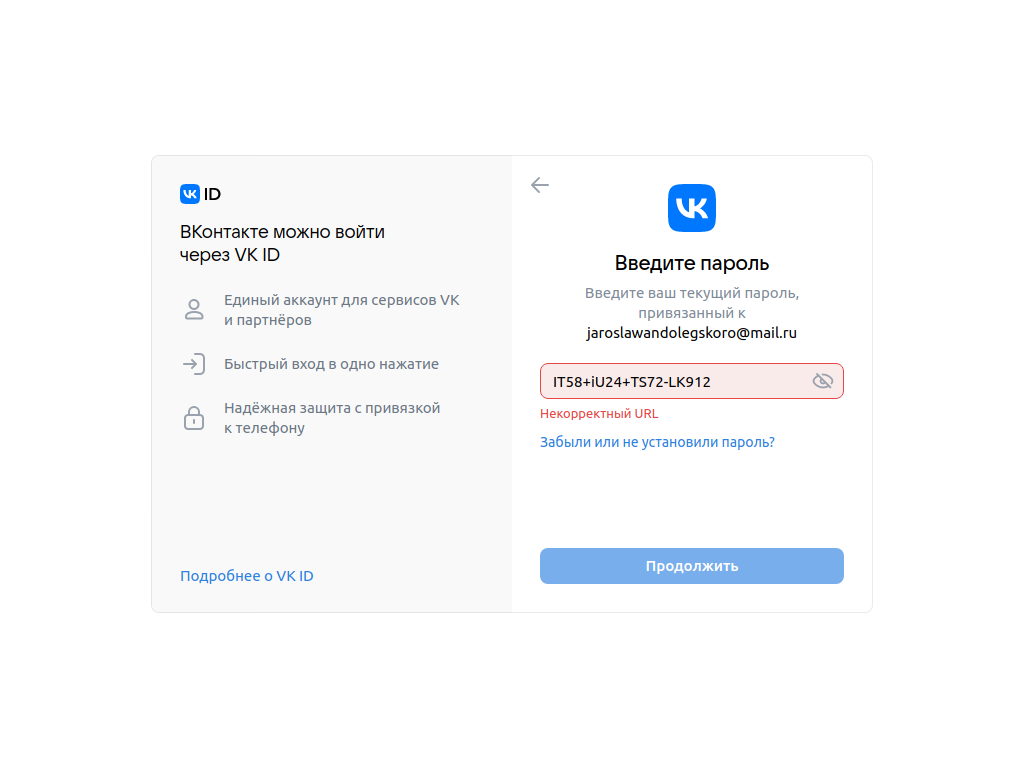 VK ID
ВКонтакте можно войти
через VK ID
Единый аккаунт для сервисов VK
и партнёров
Быстрый вход в одно нажатие
Надёжная защита с привязкой
к телефону
Подробнее о VK ID
VK
Введите пароль
Введите ваш текущий пароль,
привязанный к
jaroslawandolegskoro@mail.ru
IT58+iU24+TS72-LK912
Некорректный URL
Забыли или не установили пароль?
Продолжить